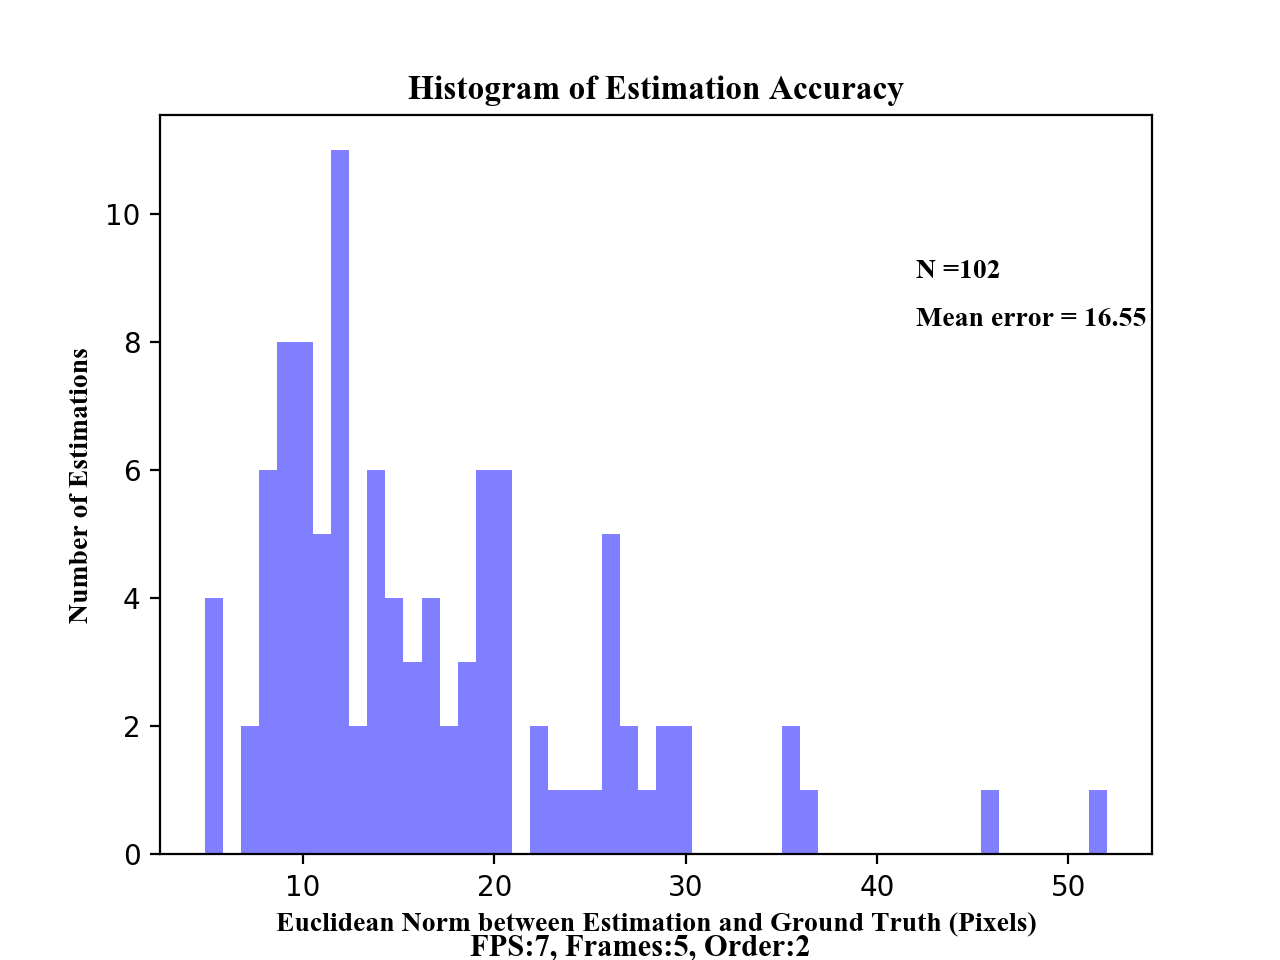 Histogram of Estimation Accuracy
10
8
6
4
2
0
Number of Estimations
N =102
Mean error = 16.55
10 20 30 40 50
Euclidean Norm between Estimation and Ground Truth (Pixels)
FPS:7, Frames:5, Order:2